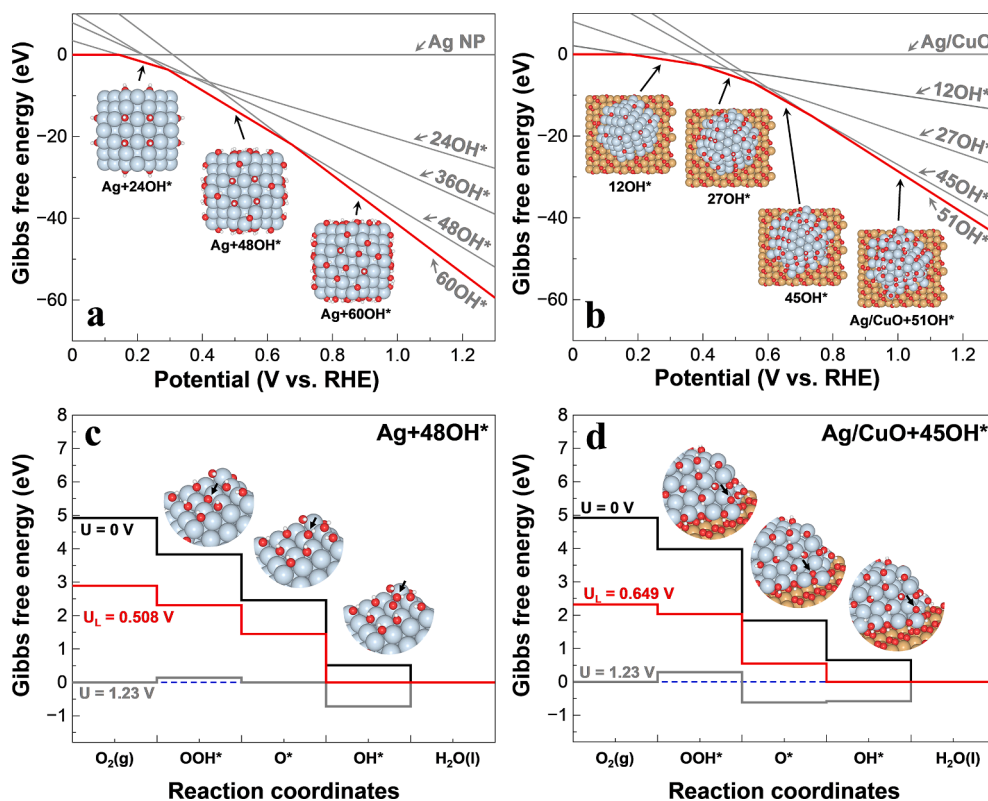 Gibbs free energy (eV)
0
−20
−40
−60
Ag NP
24OH*
36OH*
48OH*
60OH*
Ag+24OH*
Ag+48OH*
Ag+60OH*
a
0 0.2 0.4 0.6 0.8 1.0 1.2
Potential (V vs. RHE)
Gibbs free energy (eV)
0
−20
−40
−60
Ag/CuO
12OH*
27OH*
45OH*
51OH*
12OH*
27OH*
45OH*
Ag/CuO+51OH*
b
0 0.2 0.4 0.6 0.8 1.0 1.2
Potential (V vs. RHE)
Gibbs free energy (eV)
8
7
6
5
4
3
2
1
0
−1
c
Ag+48OH*
U = 0 V
U_L = 0.508 V
U = 1.23 V
O₂(g) OOH* O* OH* H₂O(l)
Reaction coordinates
Gibbs free energy (eV)
8
7
6
5
4
3
2
1
0
−1
d
Ag/CuO+45OH*
U = 0 V
U_L = 0.649 V
U = 1.23 V
O₂(g) OOH* O* OH* H₂O(l)
Reaction coordinates